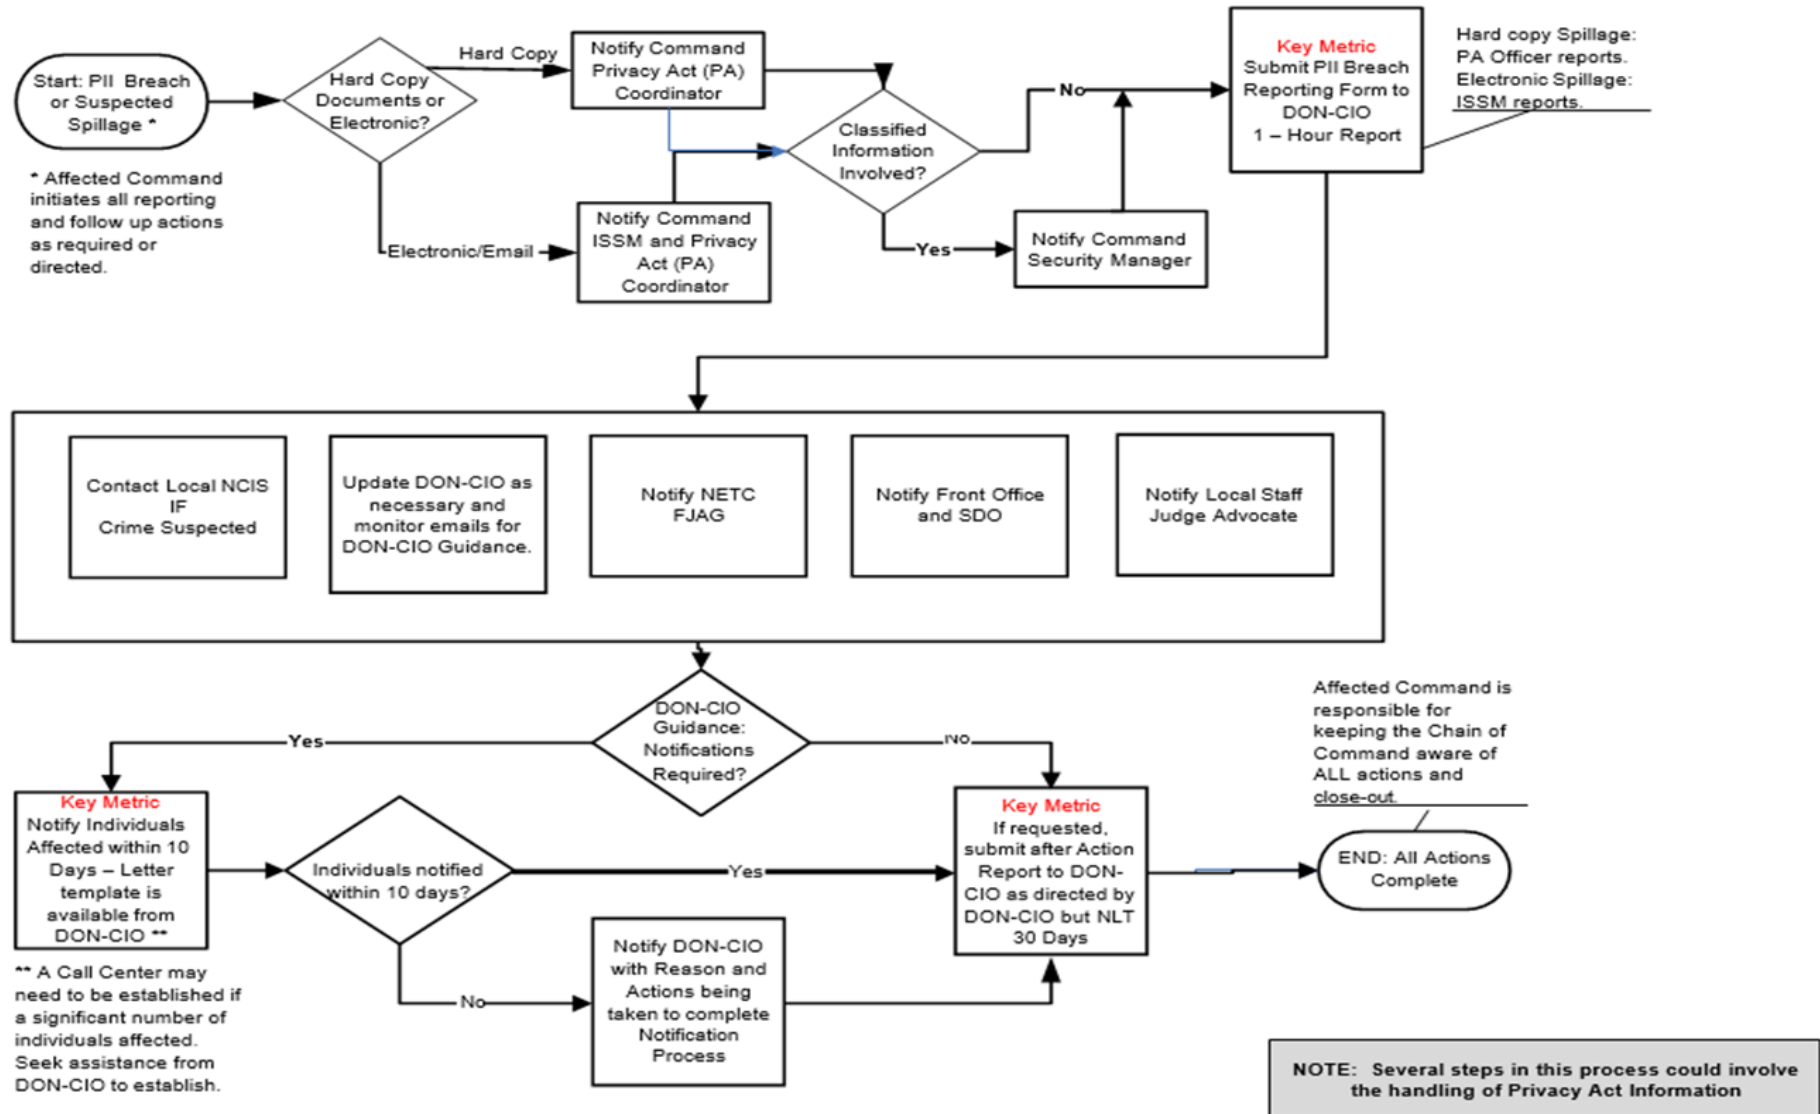 Start: PII Breach
or Suspected
Spillage *
* Affected Command
initiates all reporting
and follow up actions
as required or
directed.
Hard Copy
Documents or
Electronic?
Hard Copy
Electronic/Email
Notify Command
Privacy Act (PA)
Coordinator
Notify Command
ISSM and Privacy
Act (PA)
Coordinator
Classified
Information
Involved?
No
Yes
Notify Command
Security Manager
Key Metric
Submit PII Breach
Reporting Form to
DON-CIO
1 – Hour Report
Hard copy Spillage:
PA Officer reports.
Electronic Spillage:
ISSM reports.
Contact Local NCIS
IF
Crime Suspected
Update DON-CIO as
necessary and
monitor emails for
DON-CIO Guidance.
Notify NETC
FJAG
Notify Front Office
and SDO
Notify Local Staff
Judge Advocate
DON-CIO
Guidance:
Notifications
Required?
Yes
No
Key Metric
Notify Individuals
Affected within 10
Days – Letter
template is
available from
DON-CIO **
** A Call Center may
need to be established if
a significant number of
individuals affected.
Seek assistance from
DON-CIO to establish.
Individuals notified
within 10 days?
Yes
No
Notify DON-CIO
with Reason and
Actions being
taken to complete
Notification
Process
Key Metric
If requested,
submit after Action
Report to DON-
CIO as directed by
DON-CIO but NLT
30 Days
Affected Command is
responsible for
keeping the Chain of
Command aware of
ALL actions and
close-out.
END: All Actions
Complete
NOTE: Several steps in this process could involve
the handling of Privacy Act Information